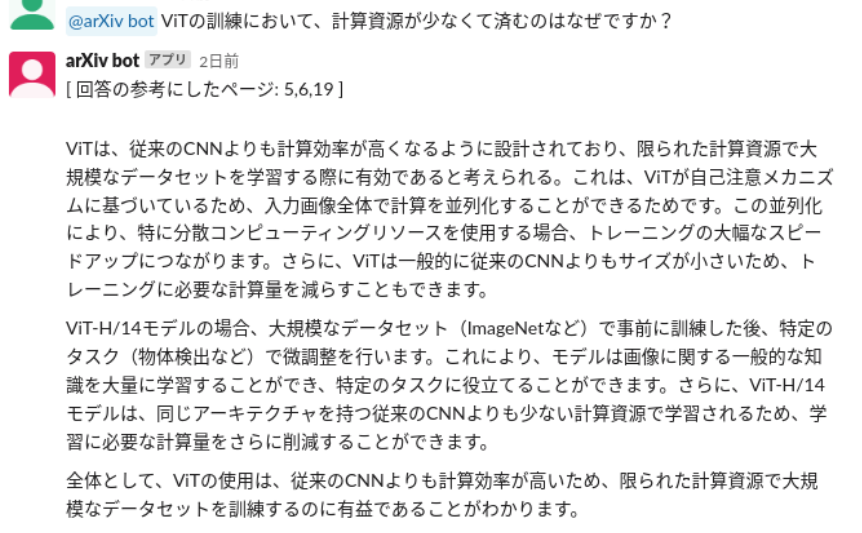 @arXiv bot ViTの訓練において、計算資源が少なくて済むのはなぜですか？
arXiv bot アプリ 2日前
[ 回答の参考にしたページ: 5,6,19 ]
ViTは、従来のCNNよりも計算効率が高くなるように設計されており、限られた計算資源で大
規模なデータセットを学習する際に有効であると考えられる。これは、ViTが自己注意メカニズ
ムに基づいているため、入力画像全体で計算を並列化することができるためです。この並列化
により、特に分散コンピューティングリソースを使用する場合、トレーニングの大幅なスピー
ドアップにつながります。さらに、ViTは一般的に従来のCNNよりもサイズが小さいため、ト
レーニングに必要な計算量を減らすこともできます。
ViT-H/14モデルの場合、大規模なデータセット（ImageNetなど）で事前に訓練した後、特定の
タスク（物体検出など）で微調整を行います。これにより、モデルは画像に関する一般的な知
識を大量に学習することができ、特定のタスクに役立てることができます。さらに、ViT-H/14
モデルは、同じアーキテクチャを持つ従来のCNNよりも少ない計算資源で学習されるため、学
習に必要な計算量をさらに削減することができます。
全体として、ViTの使用は、従来のCNNよりも計算効率が高いため、限られた計算資源で大規
模なデータセットを訓練するのに有益であることがわかります。